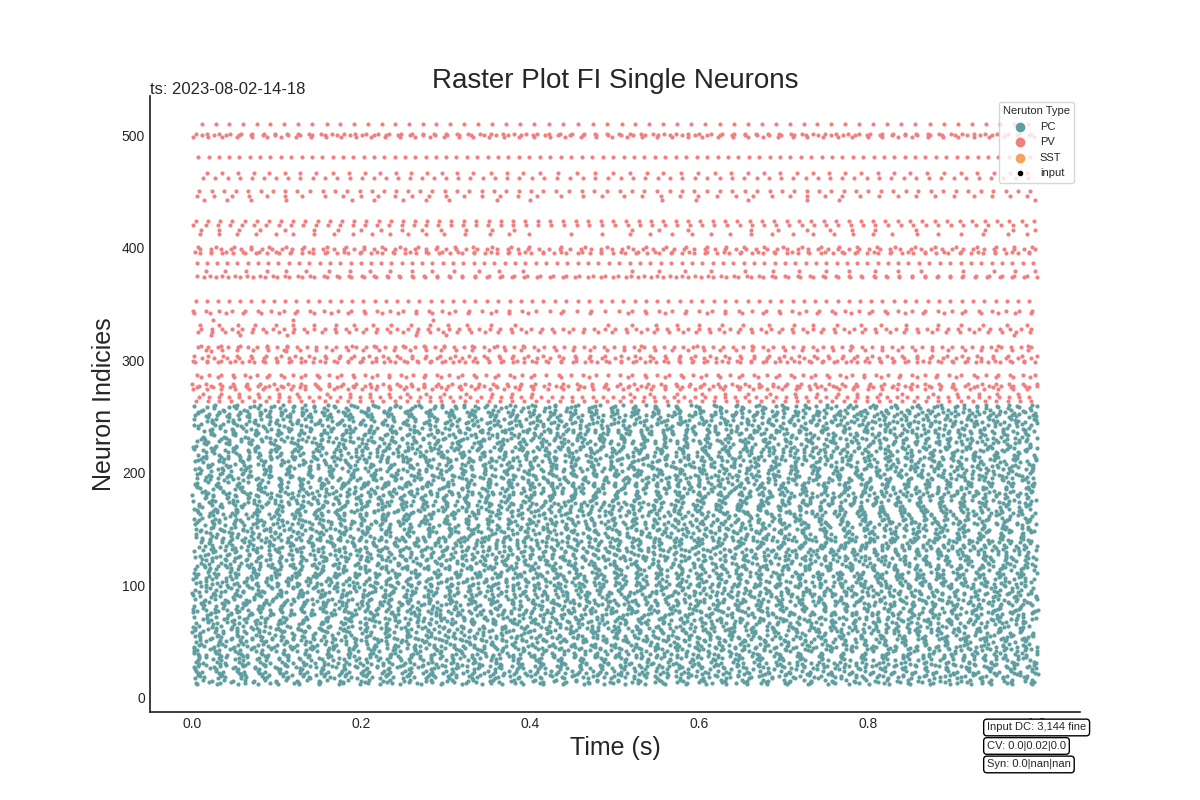 Raster Plot FI Single Neurons
ts: 2023-08-02-14-18
Neruton Type
PC
PV
SST
input
Neuron Indicies
500
400
300
200
100
0
0.0 0.2 0.4 0.6 0.8
Time (s)
Input DC: 3,144 fine
CV: 0.0|0.02|0.0
Syn: 0.0|nan|nan